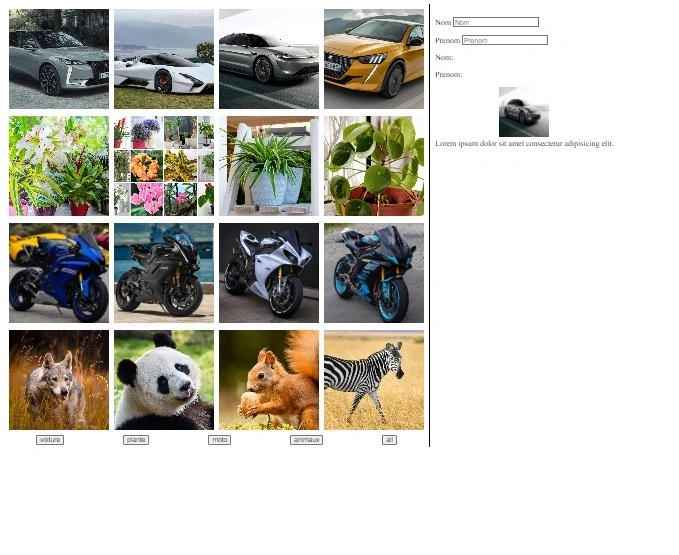 Nom Nom
Prenom Prenom
Nom:
Prenom:
Lorem ipsum dolor sit amet consectetur adipisicing elit.
voiture plante moto animaux all